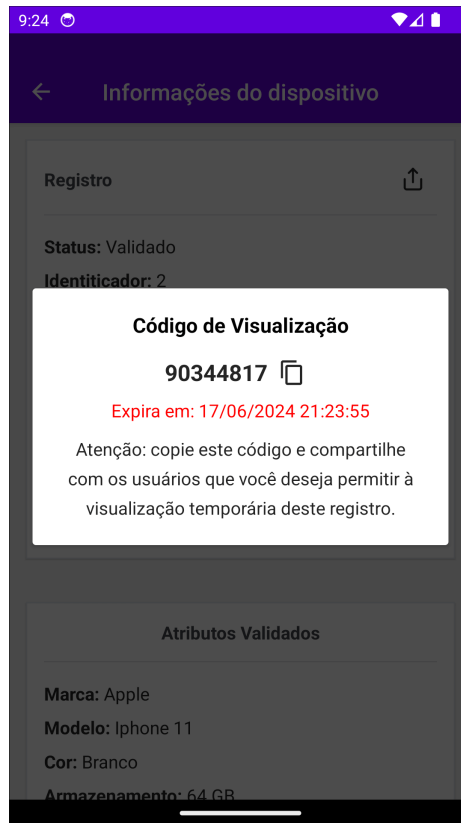 9:24
Informações do dispositivo
Registro
Status: Validado
Identiticador: 2
Código de Visualização
90344817
Expira em: 17/06/2024 21:23:55
Atenção: copie este código e compartilhe
com os usuários que você deseja permitir à
visualização temporária deste registro.
Atributos Validados
Marca: Apple
Modelo: Iphone 11
Cor: Branco
Armazenamento: 64 GB